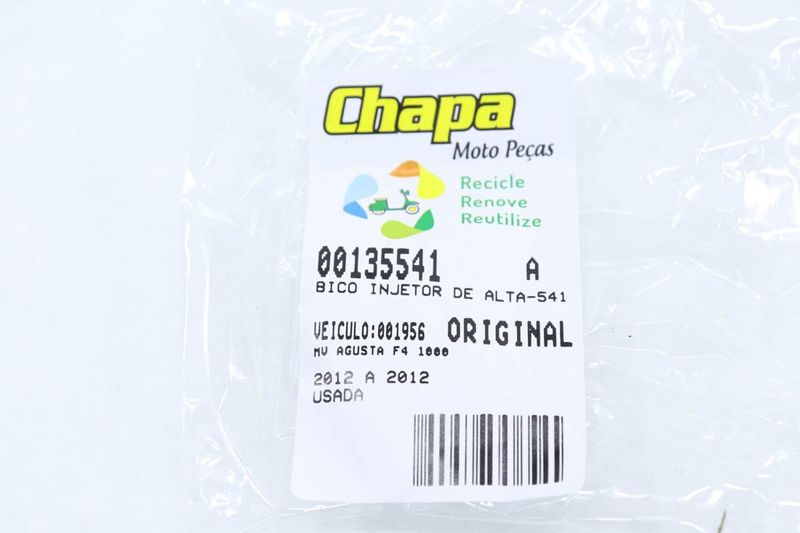 Chapa
Moto Peças
Recicle
Renove
Reutilize
00135541 A
BICO INJETOR DE ALTA-541
VEICULO:001956 ORIGINAL
MV AGUSTA F4 1000
2012 A 2012
USADA